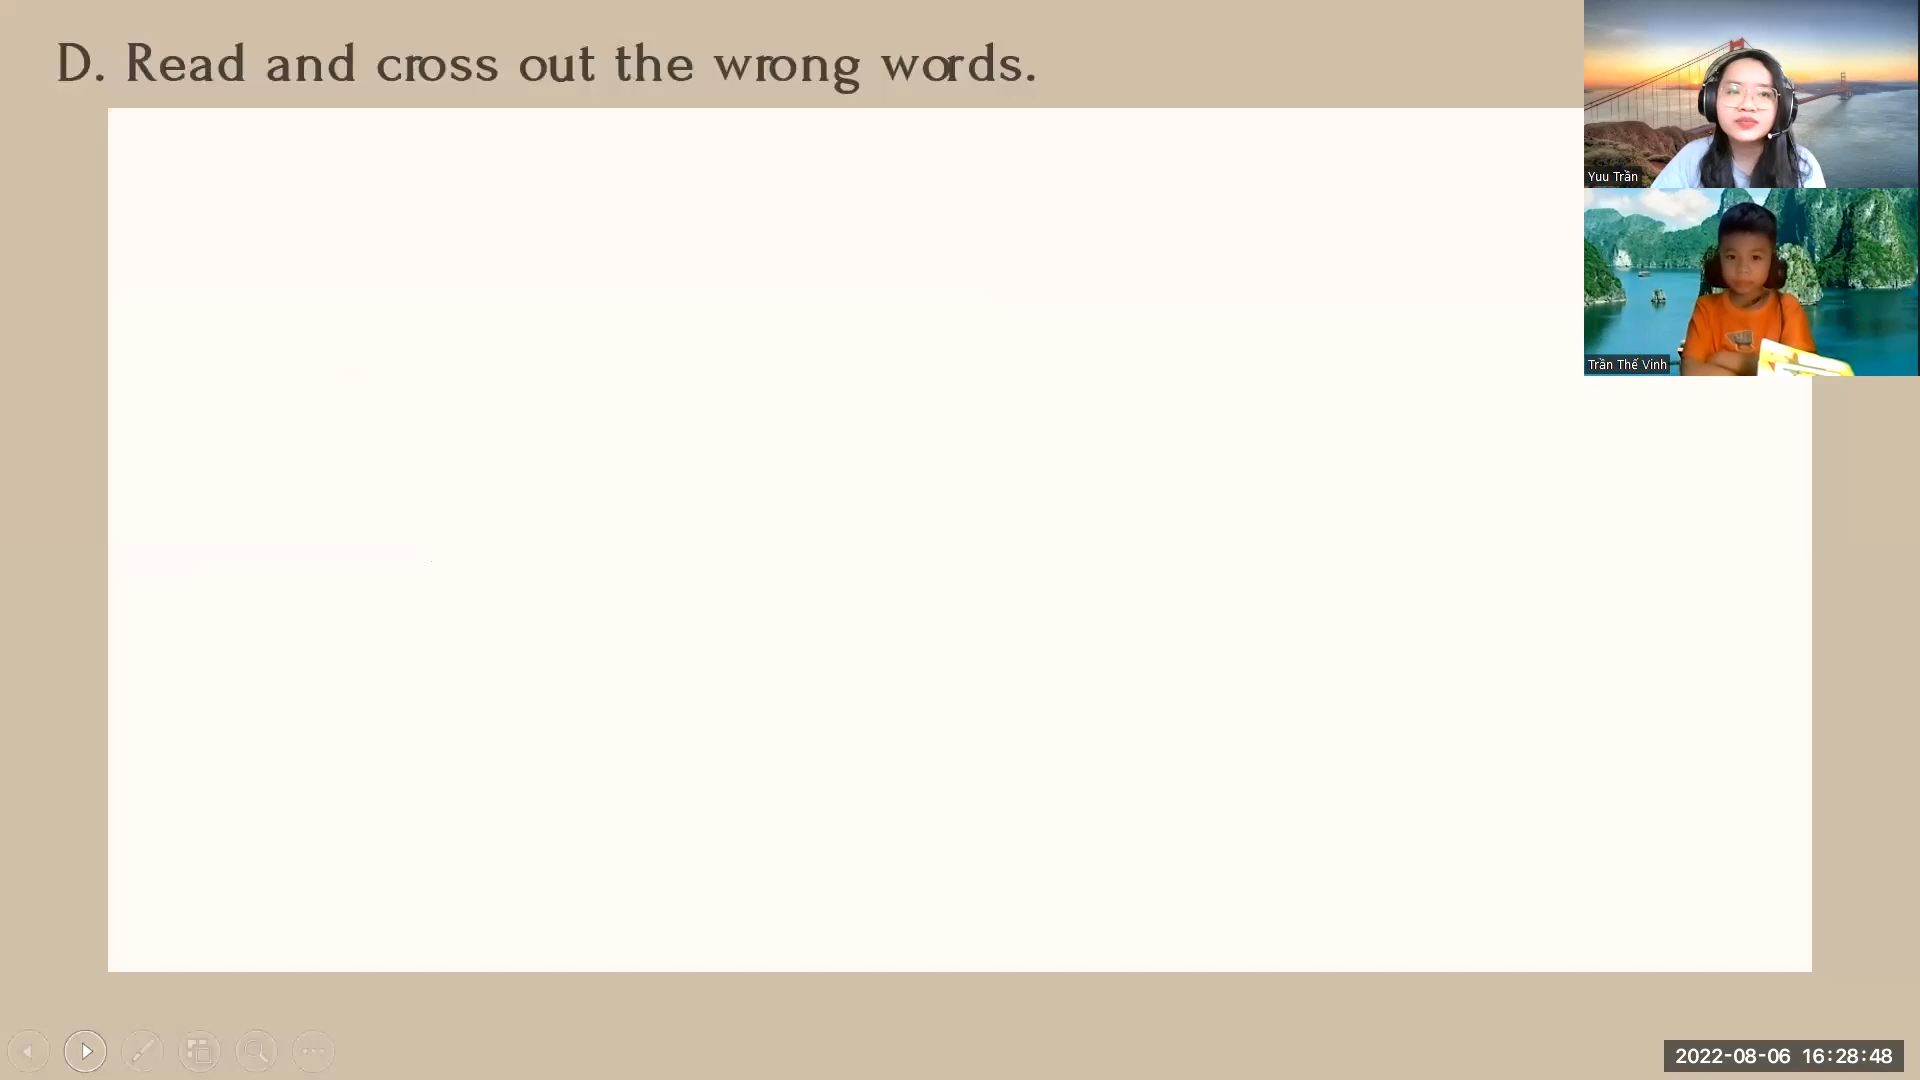 D. Read and cross out the wrong words.
Yuu Trần
Trần Thế Vinh
2022-08-06 16:28:48